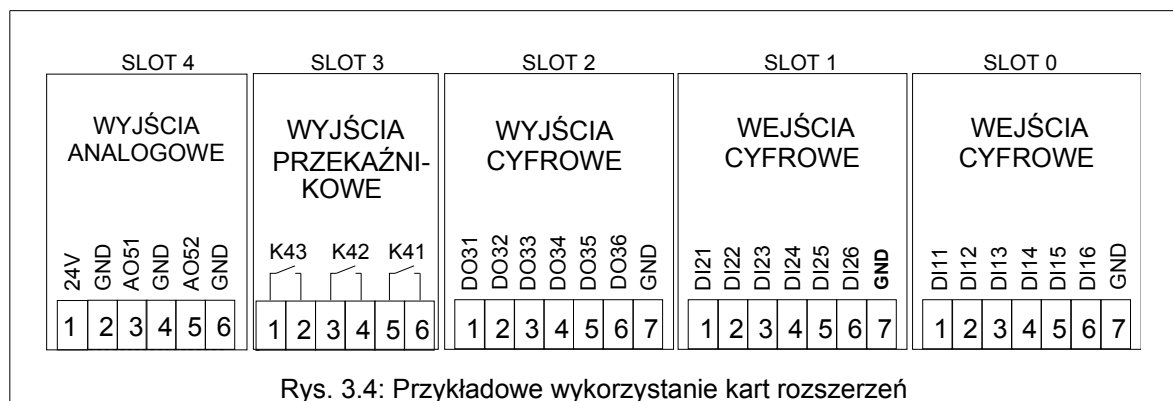 SLOT 4 SLOT 3 SLOT 2 SLOT 1 SLOT 0
WYJŚCIA
ANALOGOWE
24V GND AO51 GND AO52 GND
1 2 3 4 5 6
WYJŚCIA
PRZEKAŹNI-
KOWE
K43 K42 K41
1 2 3 4 5 6
WYJŚCIA
CYFROWE
DO31 DO32 DO33 DO34 DO35 DO36 GND
1 2 3 4 5 6 7
WEJŚCIA
CYFROWE
DI21 DI22 DI23 DI24 DI25 DI26 GND
1 2 3 4 5 6 7
WEJŚCIA
CYFROWE
DI11 DI12 DI13 DI14 DI15 DI16 GND
1 2 3 4 5 6 7
Rys. 3.4: Przykładowe wykorzystanie kart rozszerzeń